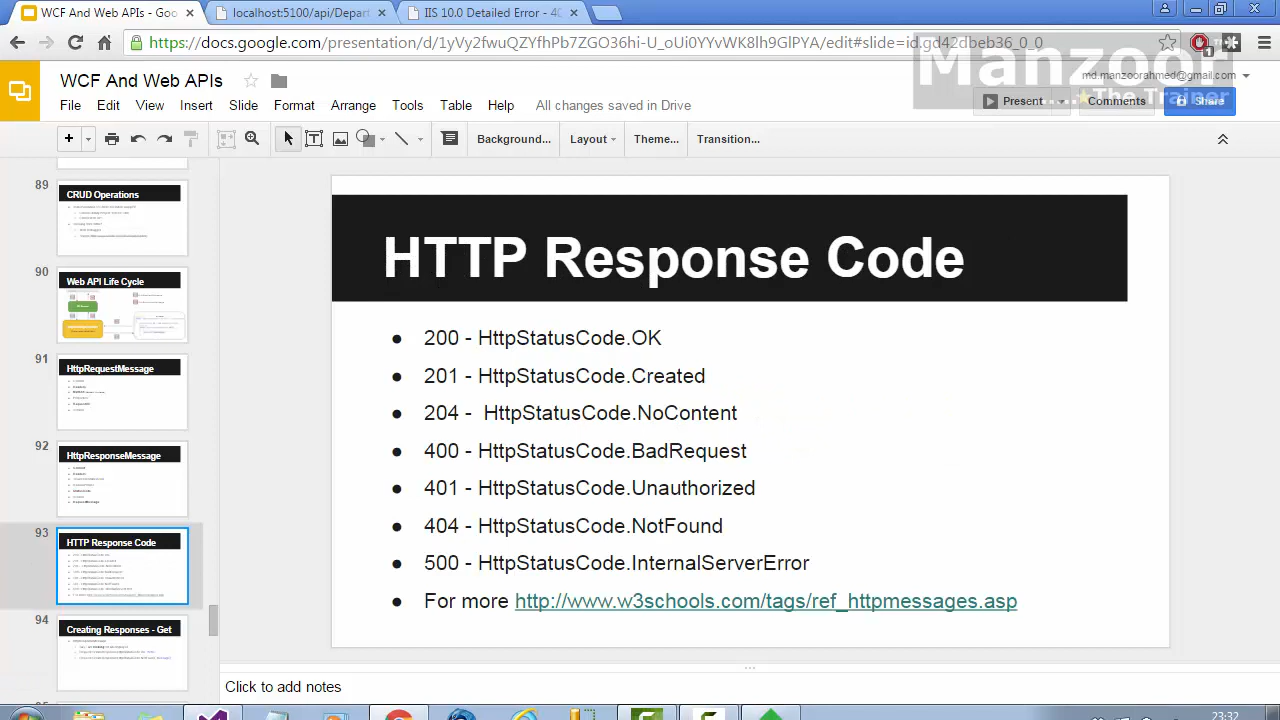 WCF And Web APIs - Goo
localhost:5100/api/Depart
IIS 10.0 Detailed Error - 40
https://docs.google.com/presentation/d/
/edit#slide=id.gd42dbeb36_0_0
Manzoor
...The Trainer
WCF And Web APIs
md.manzoorahmed@gmail.com
File Edit View Insert Format Arrange Tools Table Help All changes saved in Drive
Present Comments Share
Background... Layout Theme... Transition...
89
CRUD Operations
90
Web API Life Cycle
91
HttpRequestMessage
92
HttpResponseMessage
93
HTTP Response Code
94
Creating Responses - Get
HTTP Response Code
● 200 - HttpStatusCode.OK
● 201 - HttpStatusCode.Created
● 204 - HttpStatusCode.NoContent
● 400 - HttpStatusCode.BadRequest
● 401 - HttpStatusCode.Unauthorized
● 404 - HttpStatusCode.NotFound
● 500 - HttpStatusCode.InternalServerError
● For more http://www.w3schools.com/tags/ref_httpmessages.asp
Click to add notes
23:32